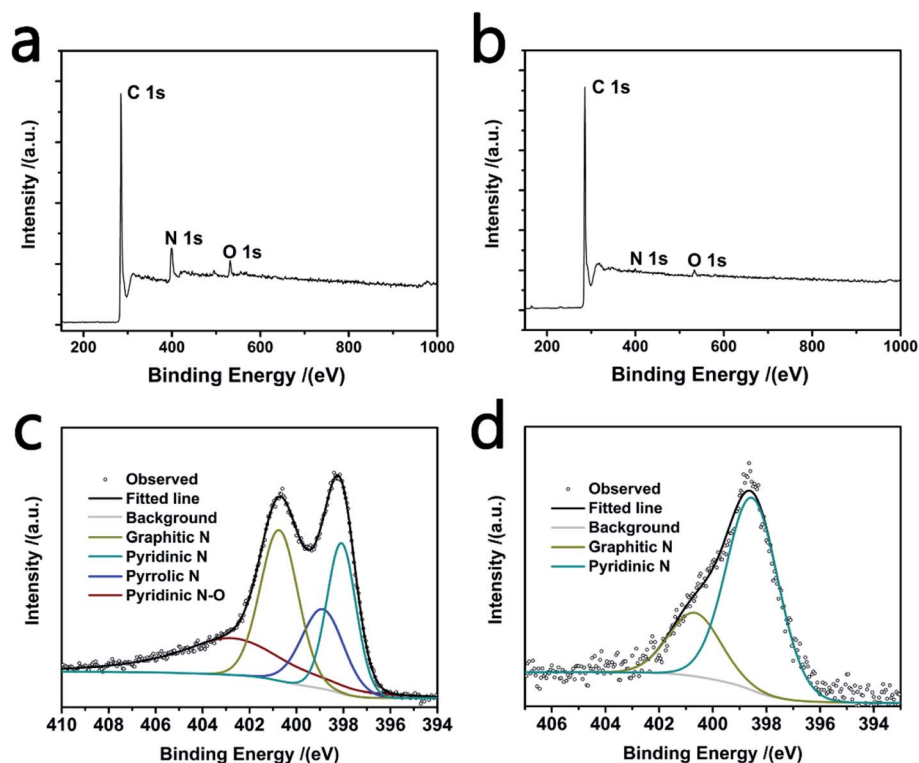 a
C 1s
N 1s
O 1s
Intensity /(a.u.)
200 400 600 800 1000
Binding Energy /(eV)
b
C 1s
N 1s
O 1s
Intensity /(a.u.)
200 400 600 800 1000
Binding Energy /(eV)
c
Observed
Fitted line
Background
Graphitic N
Pyridinic N
Pyrrolic N
Pyridinic N-O
Intensity /(a.u.)
410 408 406 404 402 400 398 396 394
Binding Energy /(eV)
d
Observed
Fitted line
Background
Graphitic N
Pyridinic N
Intensity /(a.u.)
406 404 402 400 398 396 394
Binding Energy /(eV)